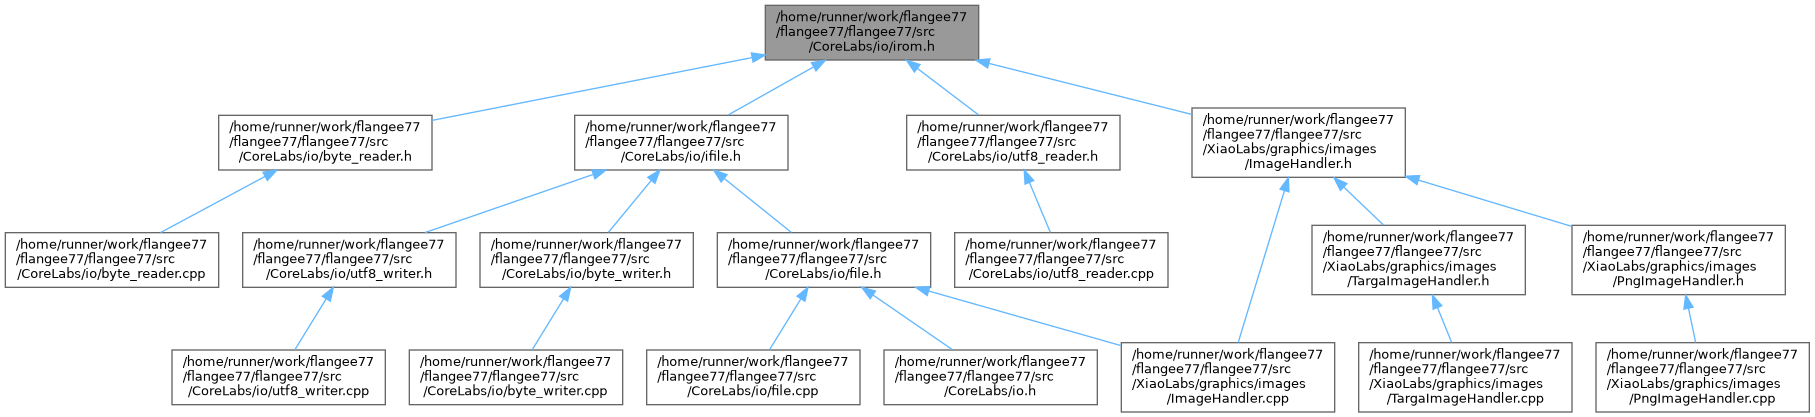 /home/runner/work/flangee77
/flangee77/flangee77/src
/CoreLabs/io/irom.h
/home/runner/work/flangee77
/flangee77/flangee77/src
/CoreLabs/io/byte_reader.h
/home/runner/work/flangee77
/flangee77/flangee77/src
/CoreLabs/io/ifile.h
/home/runner/work/flangee77
/flangee77/flangee77/src
/CoreLabs/io/utf8_reader.h
/home/runner/work/flangee77
/flangee77/flangee77/src
/XiaoLabs/graphics/images
/ImageHandler.h
/home/runner/work/flangee77
/flangee77/flangee77/src
/CoreLabs/io/byte_reader.cpp
/home/runner/work/flangee77
/flangee77/flangee77/src
/CoreLabs/io/utf8_writer.h
/home/runner/work/flangee77
/flangee77/flangee77/src
/CoreLabs/io/byte_writer.h
/home/runner/work/flangee77
/flangee77/flangee77/src
/CoreLabs/io/file.h
/home/runner/work/flangee77
/flangee77/flangee77/src
/CoreLabs/io/utf8_reader.cpp
/home/runner/work/flangee77
/flangee77/flangee77/src
/XiaoLabs/graphics/images
/TargaImageHandler.h
/home/runner/work/flangee77
/flangee77/flangee77/src
/XiaoLabs/graphics/images
/PngImageHandler.h
/home/runner/work/flangee77
/flangee77/flangee77/src
/CoreLabs/io/utf8_writer.cpp
/home/runner/work/flangee77
/flangee77/flangee77/src
/CoreLabs/io/byte_writer.cpp
/home/runner/work/flangee77
/flangee77/flangee77/src
/CoreLabs/io/file.cpp
/home/runner/work/flangee77
/flangee77/flangee77/src
/CoreLabs/io.h
/home/runner/work/flangee77
/flangee77/flangee77/src
/XiaoLabs/graphics/images
/ImageHandler.cpp
/home/runner/work/flangee77
/flangee77/flangee77/src
/XiaoLabs/graphics/images
/TargaImageHandler.cpp
/home/runner/work/flangee77
/flangee77/flangee77/src
/XiaoLabs/graphics/images
/PngImageHandler.cpp